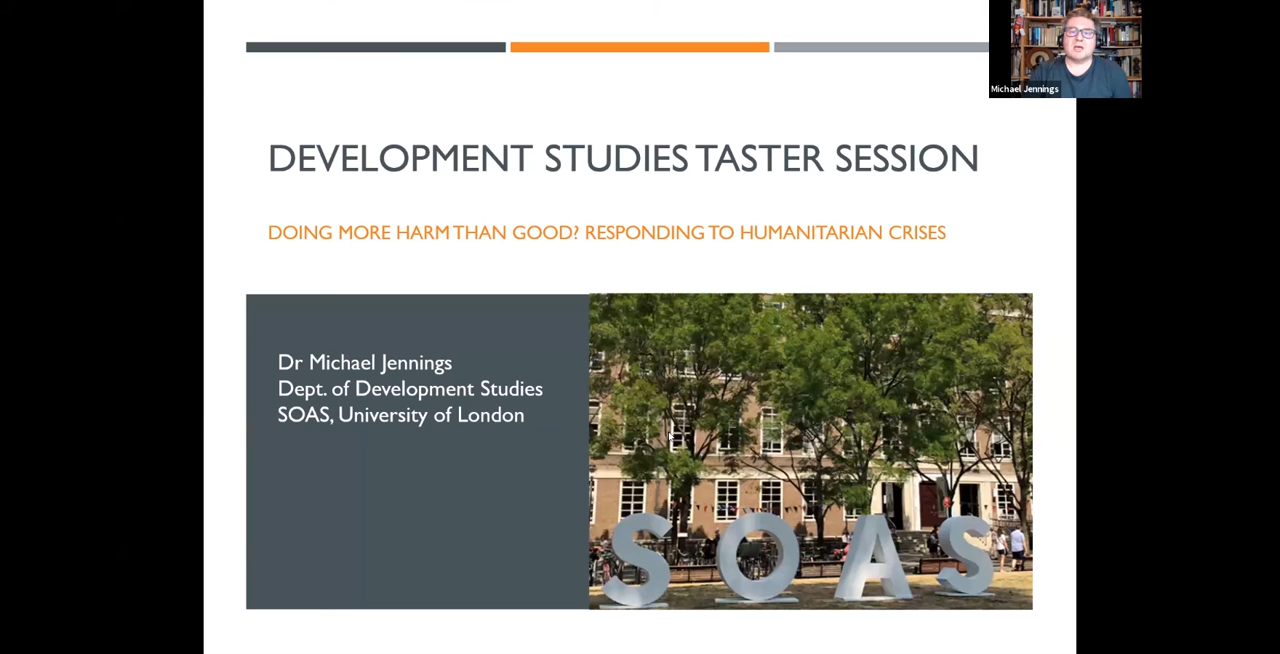 Michael Jennings
DEVELOPMENT STUDIES TASTER SESSION
DOING MORE HARM THAN GOOD? RESPONDING TO HUMANITARIAN CRISES
Dr Michael Jennings
Dept. of Development Studies
SOAS, University of London
SOAS